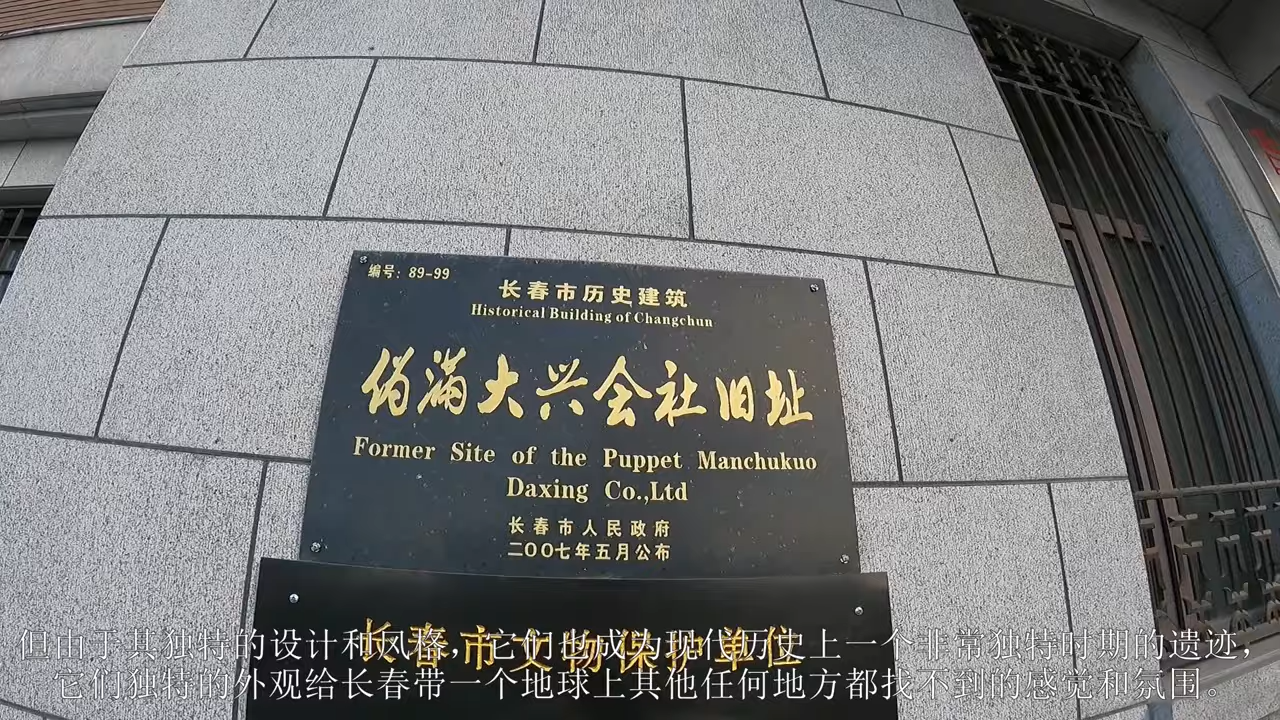 编号：89-99
长春市历史建筑
Historical Building of Changchun
伪满大兴会社旧址
Former Site of the Puppet Manchukuo
Daxing Co.,Ltd
长春市人民政府
二〇〇七年五月公布
长春市文物保护单位
但由于其独特的设计和风格，它们也成为现代历史上一个非常独特时期的遗迹，
它们独特的外观给长春带一个地球上其他任何地方都找不到的感觉和氛围。